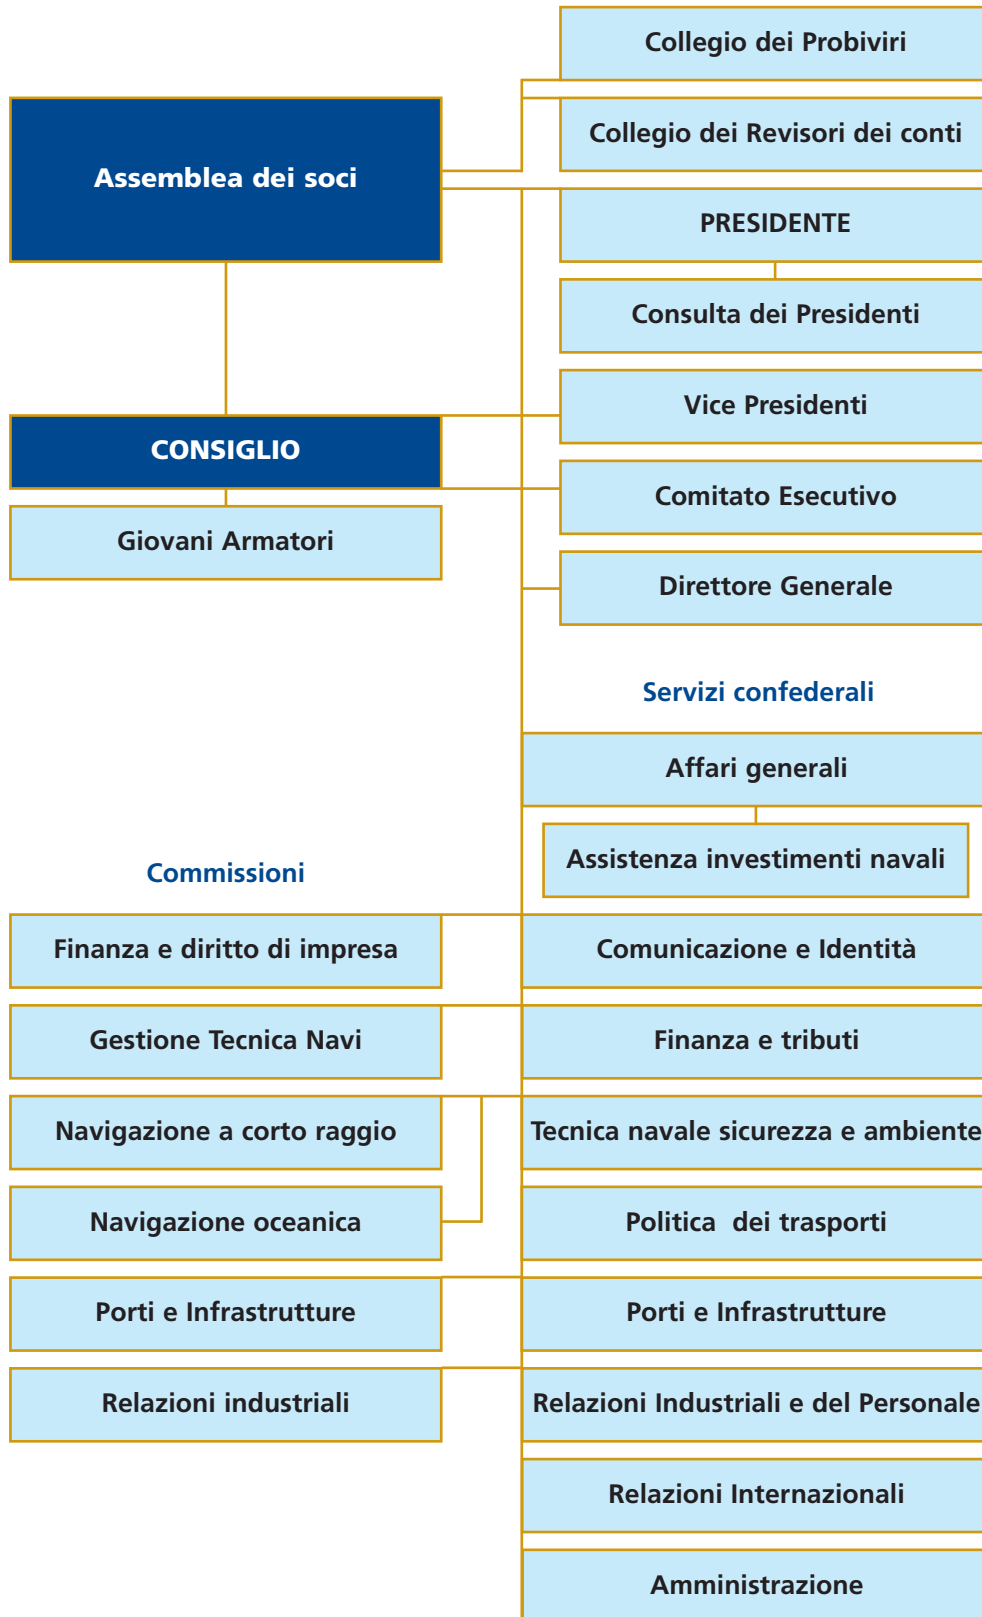 Collegio dei Probiviri
Collegio dei Revisori dei conti
Assemblea dei soci
PRESIDENTE
Consulta dei Presidenti
Vice Presidenti
CONSIGLIO
Comitato Esecutivo
Giovani Armatori
Direttore Generale
Servizi confederali
Affari generali
Assistenza investimenti navali
Commissioni
Finanza e diritto di impresa
Comunicazione e Identità
Gestione Tecnica Navi
Finanza e tributi
Navigazione a corto raggio
Tecnica navale sicurezza e ambiente
Navigazione oceanica
Politica dei trasporti
Porti e Infrastrutture
Porti e Infrastrutture
Relazioni industriali
Relazioni Industriali e del Personale
Relazioni Internazionali
Amministrazione